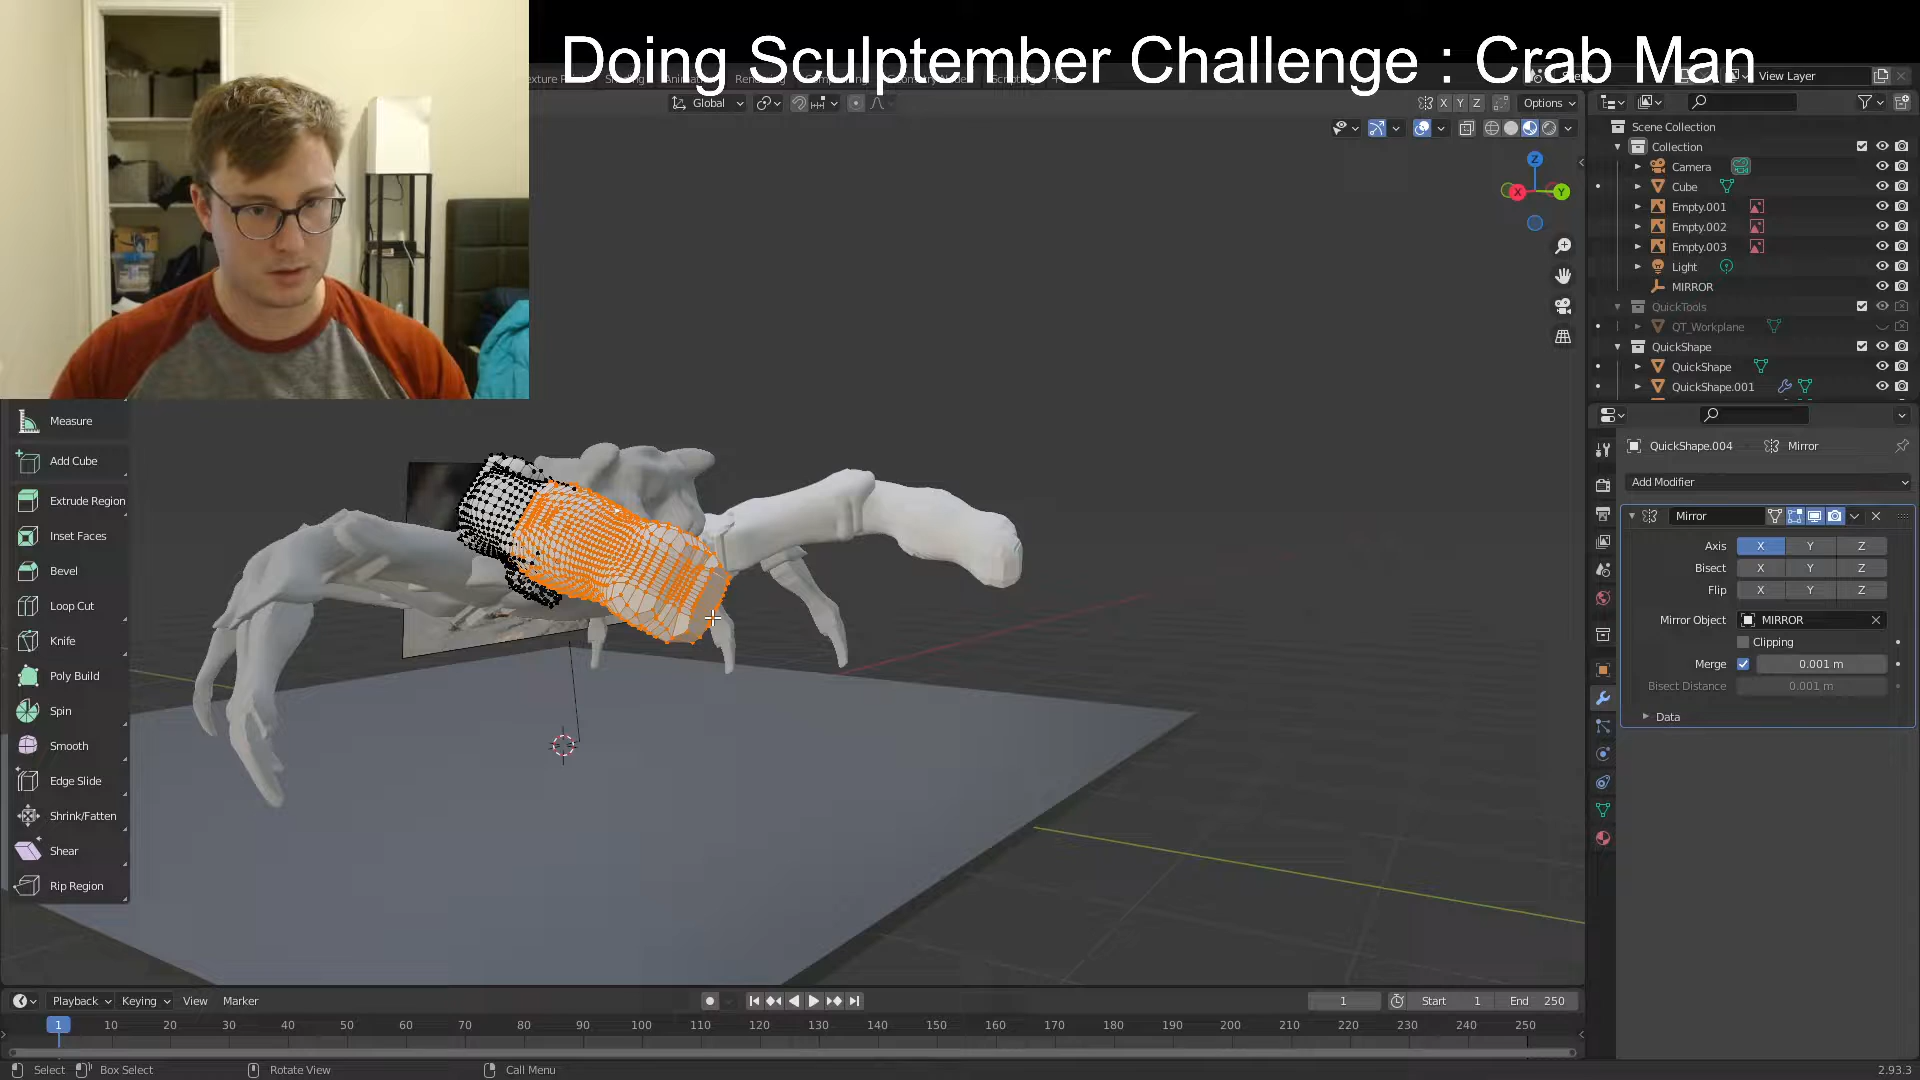 Doing Sculptember Challenge : Crab Man
View Layer
Global
X Y Z
Options
Scene Collection
Collection
Camera
Cube
Empty.001
Empty.002
Empty.003
Light
MIRROR
QuickTools
QT_Workplane
QuickShape
QuickShape
QuickShape.001
Z
X
Y
Measure
Add Cube
Extrude Region
Inset Faces
Bevel
Loop Cut
Knife
Poly Build
Spin
Smooth
Edge Slide
Shrink/Fatten
Shear
Rip Region
QuickShape.004
Mirror
Add Modifier
Mirror
Axis X Y Z
Bisect X Y Z
Flip X Y Z
Mirror Object MIRROR
Clipping
Merge 0.001 m
Bisect Distance 0.001 m
Data
Playback Keying View Marker
1 Start 1 End 250
1 10 20 30 40 50 60 70 80 90 100 110 120 130 140 150 160 170 180 190 200 210 220 230 240 250
Select Box Select Rotate View Call Menu 2.93.3